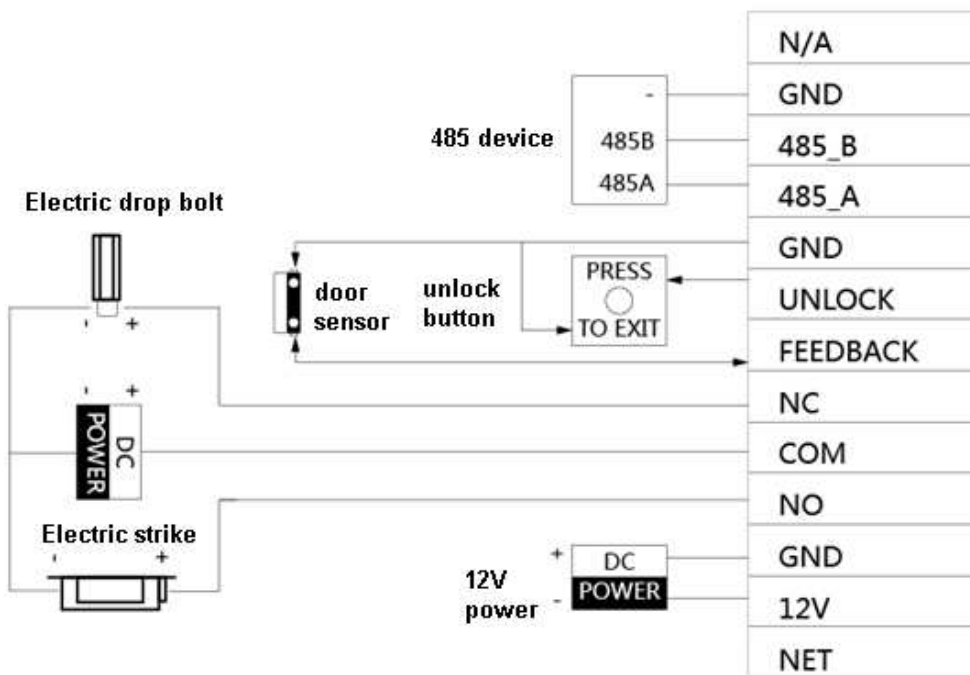 N/A
GND
485_B
485_A
GND
UNLOCK
FEEDBACK
NC
COM
NO
GND
12V
NET
485 device
-
485B
485A
Electric drop bolt
- +
door
sensor
unlock
button
PRESS
TO EXIT
- +
POWER
DC
Electric strike
- +
12V
power
+
-
DC
POWER